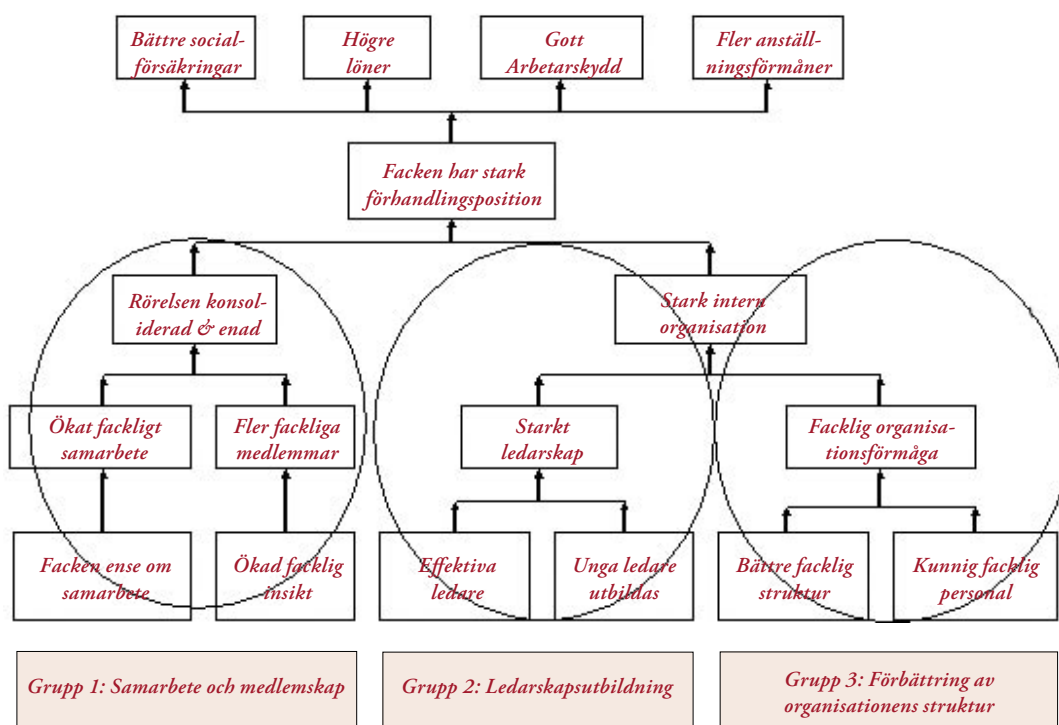 Bättre social-
försäkringar
Högre
löner
Gott
Arbetarskydd
Fler anställ-
ningsförmåner
Facken har stark
förhandlingsposition
Rörelsen konsol-
iderad & enad
Stark intern
organisation
Ökat fackligt
samarbete
Fler fackliga
medlemmar
Starkt
ledarskap
Facklig organisa-
tionsförmåga
Facken ense om
samarbete
Ökad facklig
insikt
Effektiva
ledare
Unga ledare
utbildas
Bättre facklig
struktur
Kunnig facklig
personal
Grupp 1: Samarbete och medlemskap
Grupp 2: Ledarskapsutbildning
Grupp 3: Förbättring av
organisationens struktur